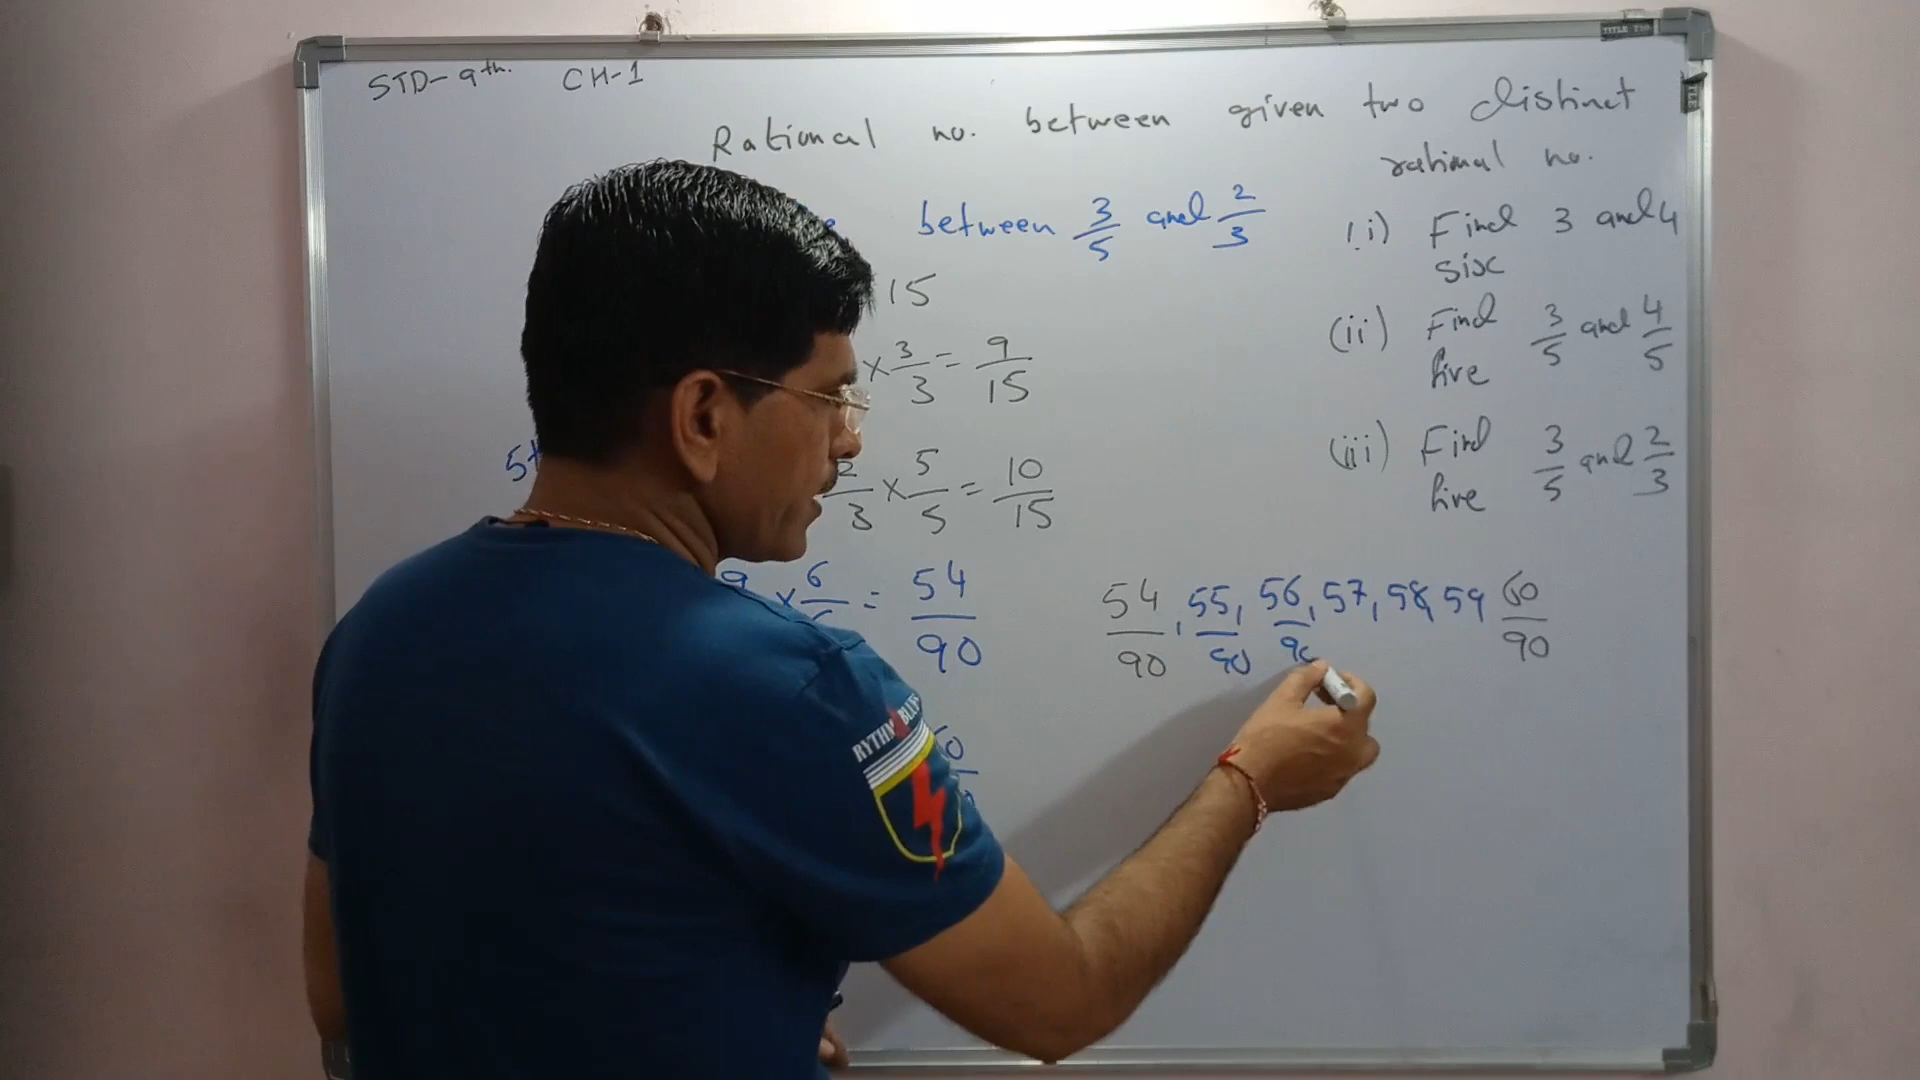 STD-9th. CH-1
Rational no. between given two distinct
rational no.
between 3/5 and 2/3
15
× 3/3 = 9/15
2/3 × 5/5 = 10/15
9 × 6 = 54/90
54/90, 55/90, 56/90, 57, 58, 59 60/90
(i) Find 3 and 4
six
(ii) Find 3/5 and 4/5
five
(iii) Find 3/5 and 2/3
five
TITLE